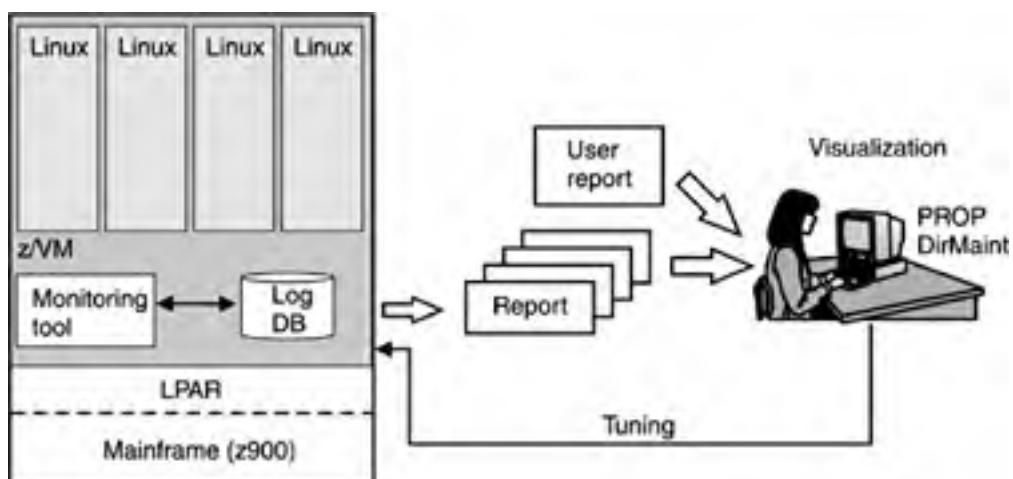 Linux
Linux
Linux
Linux
z/VM
Monitoring
tool
Log
DB
LPAR
Mainframe (z900)
User
report
Report
Visualization
PROP
DirMaint
Tuning